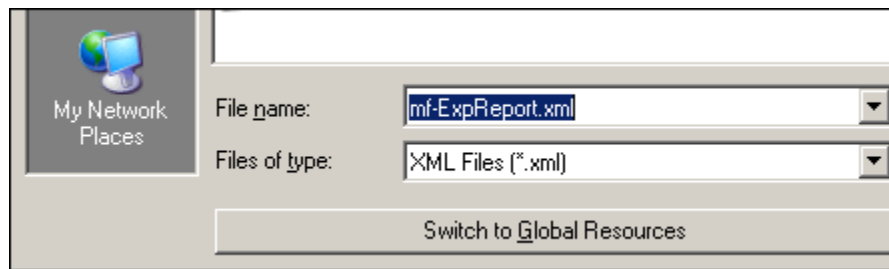 My Network
Places
File name:
mf-ExpReport.xml
Files of type:
XML Files (*.xml)
Switch to Global Resources